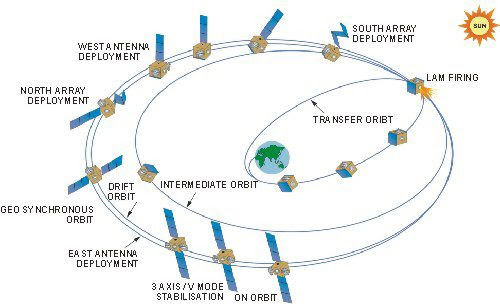 SUN
SOUTH ARRAY
DEPLOYMENT
WEST ANTENNA
DEPLOYMENT
LAM FIRING
NORTH ARRAY
DEPLOYMENT
TRANSFER ORIBT
DRIFT
ORBIT
INTERMEDIATE ORBIT
GEO SYNCHRONOUS
ORBIT
EAST ANTENNA
DEPLOYMENT
3 AXIS / V MODE
STABILISATION
ON ORBIT